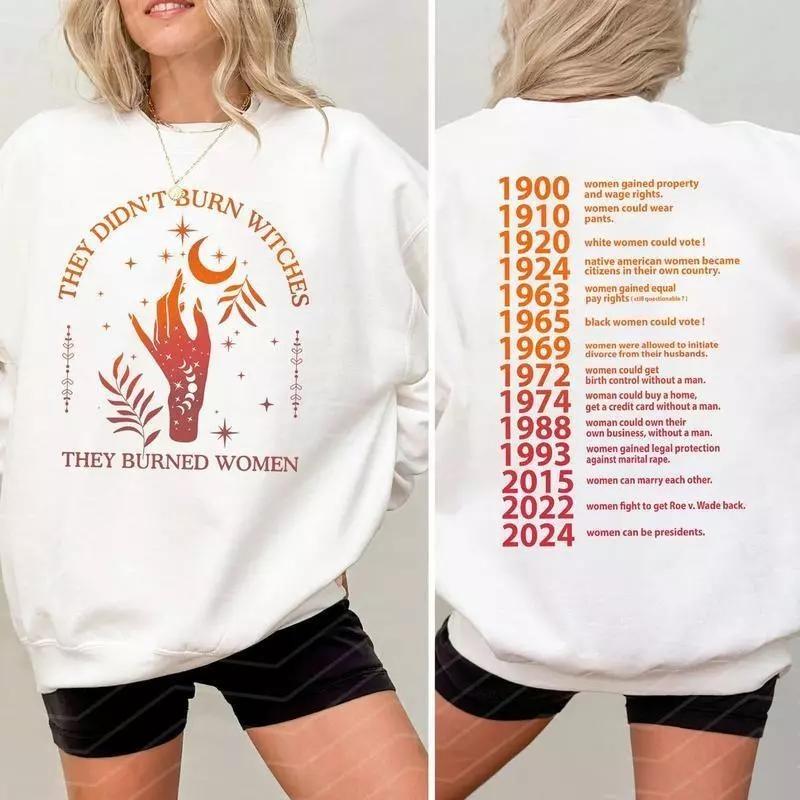 THEY DIDN'T BURN WITCHES
THEY BURNED WOMEN
1900 women gained property
and wage rights.
1910 women could wear
pants.
1920 white women could vote !
1924 native american women became
citizens in their own country.
1963 women gained equal
pay rights ( still questionable ? )
1965 black women could vote !
1969 women were allowed to initiate
divorce from their husbands.
1972 women could get
birth control without a man.
1974 woman could buy a home,
get a credit card without a man.
1988 woman could own their
own business, without a man.
1993 women gained legal protection
against marital rape.
2015 women can marry each other.
2022 women fight to get Roe v. Wade back.
2024 women can be presidents.